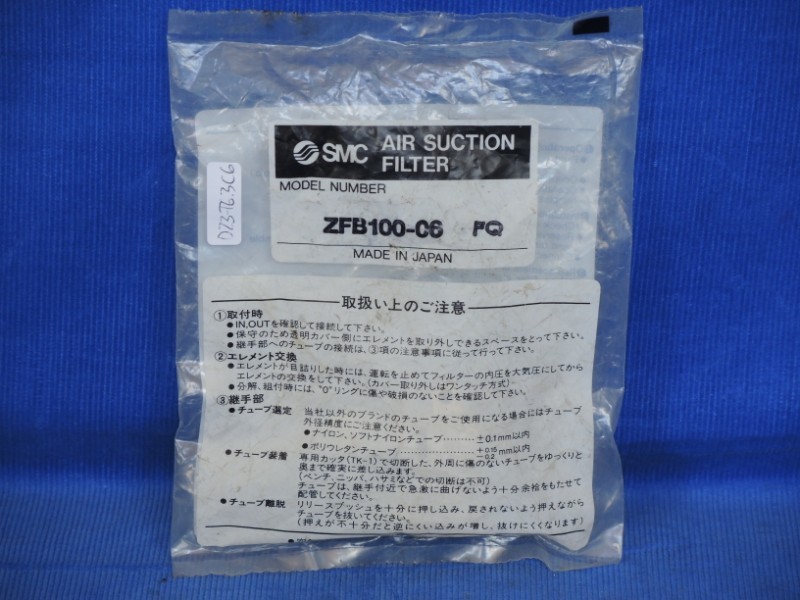 SMC AIR SUCTION
FILTER
MODEL NUMBER
ZFB100-06 PQ
MADE IN JAPAN
DZ3-T6.3C6
取扱い上のご注意
①取付時
●IN,OUTを確認して接続して下さい。
●保守のため透明カバー側にエレメントを取り外しできるスペースをとって下さい。
●継手部へのチューブの接続は、③項の注意事項に従って行って下さい。
②エレメント交換
●エレメントが目詰りした時には、運転を止めてフィルターの内圧を大気圧にしてから
エレメントの交換をして下さい。(カバー取り外しはワンタッチ方式)
●分解、組付時には、"O"リングに傷や破損のないことを確認して下さい。
③継手部
●チューブ選定 当社以外のブランドのチューブをご使用になる場合にはチューブ
外径精度にご注意ください。
●ナイロン、ソフトナイロンチューブ………±0.1mm以内
●ポリウレタンチューブ………………+0.15 -0.2 mm以内
●チューブ装着 専用カッタ(TK-1)で切断した、外周に傷のないチューブをゆっくりと
奥まで確実に差し込みます。
(ペンチ、ニッパ、ハサミなどでの切断は不可)
チューブは、継手付近で急激に曲げないよう十分余裕をもたせて
配管してください。
●チューブ離脱 リリースプッシュを十分に押し込み、戻されないよう押えながら
チューブを抜いてください。
(押えが不十分だと逆にくい込みが増し、抜けにくくなります)